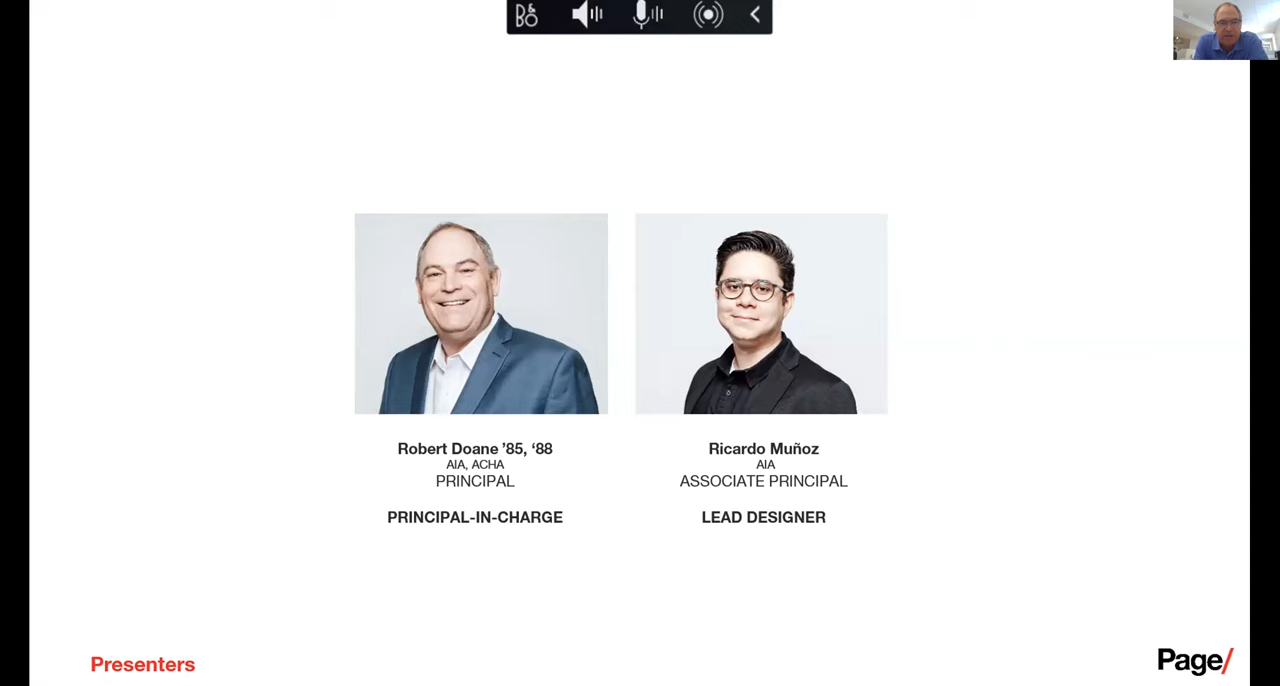 B&O
Robert Doane ’85, ‘88
AIA, ACHA
PRINCIPAL
PRINCIPAL-IN-CHARGE
Ricardo Muñoz
AIA
ASSOCIATE PRINCIPAL
LEAD DESIGNER
Presenters
Page/